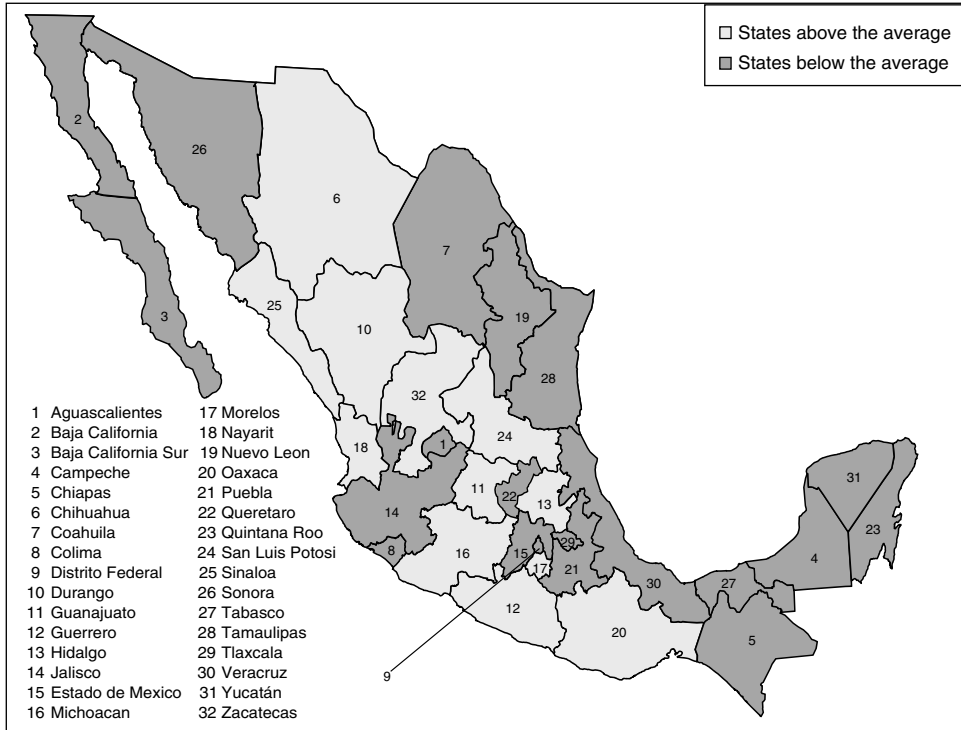 States above the average
States below the average
2
26
6
7
3
25
10
19
28
32
24
18
1
11
22
13
14
31
23
4
8
16
15
29
17
21
30
27
12
20
5
9
1 Aguascalientes 17 Morelos
2 Baja California 18 Nayarit
3 Baja California Sur 19 Nuevo Leon
4 Campeche 20 Oaxaca
5 Chiapas 21 Puebla
6 Chihuahua 22 Queretaro
7 Coahuila 23 Quintana Roo
8 Colima 24 San Luis Potosi
9 Distrito Federal 25 Sinaloa
10 Durango 26 Sonora
11 Guanajuato 27 Tabasco
12 Guerrero 28 Tamaulipas
13 Hidalgo 29 Tlaxcala
14 Jalisco 30 Veracruz
15 Estado de Mexico 31 Yucatán
16 Michoacan 32 Zacatecas